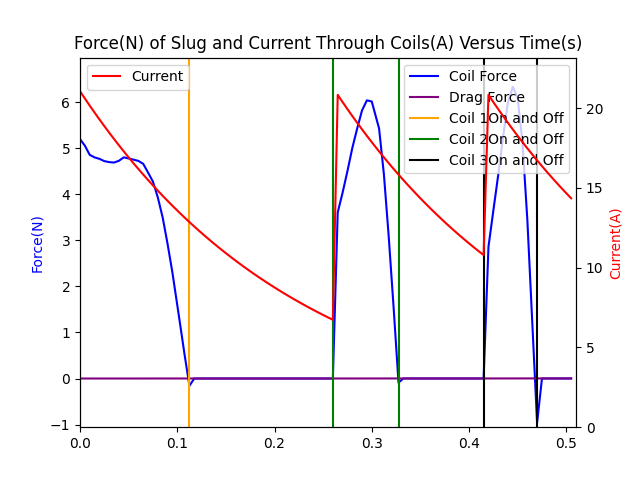 Force(N) of Slug and Current Through Coils(A) Versus Time(s)
Current
Coil Force
Drag Force
Coil 1On and Off
Coil 2On and Off
Coil 3On and Off
Force(N)
6
5
4
3
2
1
0
−1
0.0 0.1 0.2 0.3 0.4 0.5
20
15
10
5
0
Current(A)